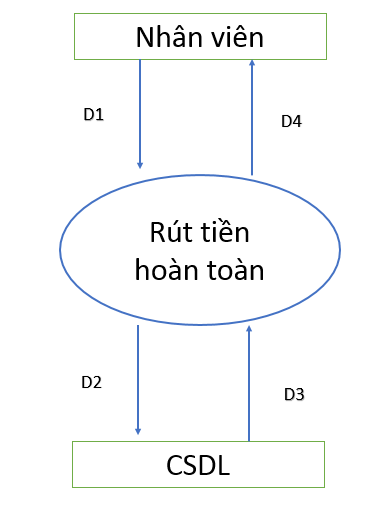 Nhân viên
D1
D4
Rút tiền
hoàn toàn
D2
D3
CSDL